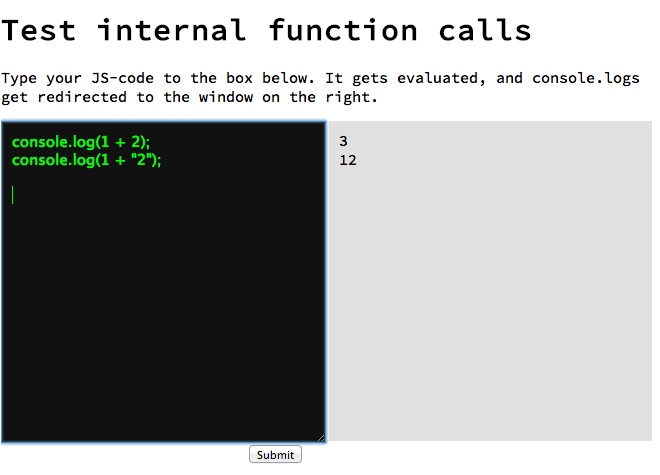 Test internal function calls
Type your JS-code to the box below. It gets evaluated, and console.logs
get redirected to the window on the right.
console.log(1 + 2);
console.log(1 + "2");
3
12
Submit